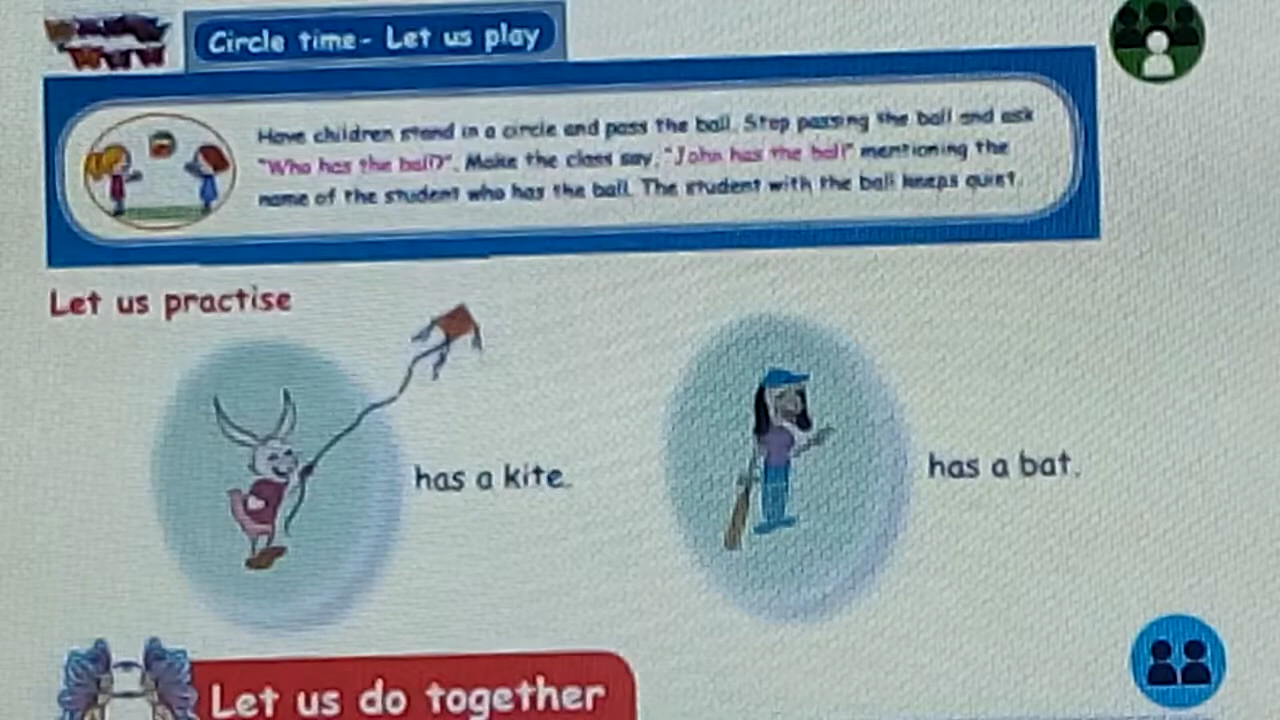 Circle time- Let us play
Have children stand in a circle and pass the ball. Stop passing the ball and ask
"Who has the ball?". Make the class say, "John has the ball" mentioning the
name of the student who has the ball. The student with the ball keeps quiet.
Let us practise
has a kite.
has a bat.
Let us do together